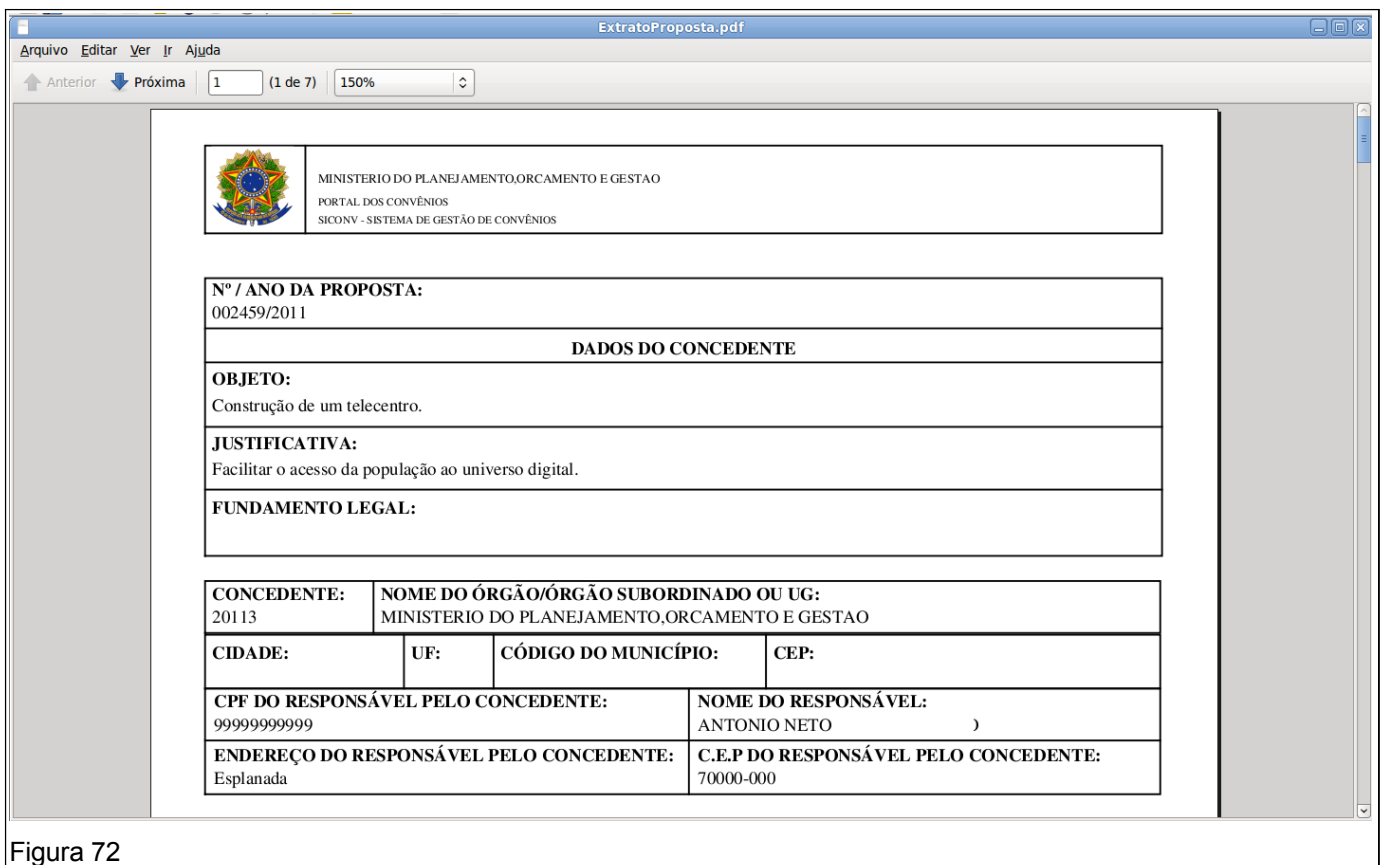 ExtratoProposta.pdf
Arquivo Editar Ver Ir Ajuda
Anterior Próxima 1 (1 de 7) 150%
MINISTERIO DO PLANEJAMENTO,ORCAMENTO E GESTAO
PORTAL DOS CONVÊNIOS
SICONV - SISTEMA DE GESTÃO DE CONVÊNIOS
Nº / ANO DA PROPOSTA:
002459/2011
DADOS DO CONCEDENTE
OBJETO:
Construção de um telecentro.
JUSTIFICATIVA:
Facilitar o acesso da população ao universo digital.
FUNDAMENTO LEGAL:
CONCEDENTE: NOME DO ÓRGÃO/ÓRGÃO SUBORDINADO OU UG:
20113 MINISTERIO DO PLANEJAMENTO,ORCAMENTO E GESTAO
CIDADE: UF: CÓDIGO DO MUNICÍPIO: CEP:
CPF DO RESPONSÁVEL PELO CONCEDENTE: NOME DO RESPONSÁVEL:
99999999999 ANTONIO NETO )
ENDEREÇO DO RESPONSÁVEL PELO CONCEDENTE: C.E.P DO RESPONSÁVEL PELO CONCEDENTE:
Esplanada 70000-000
Figura 72